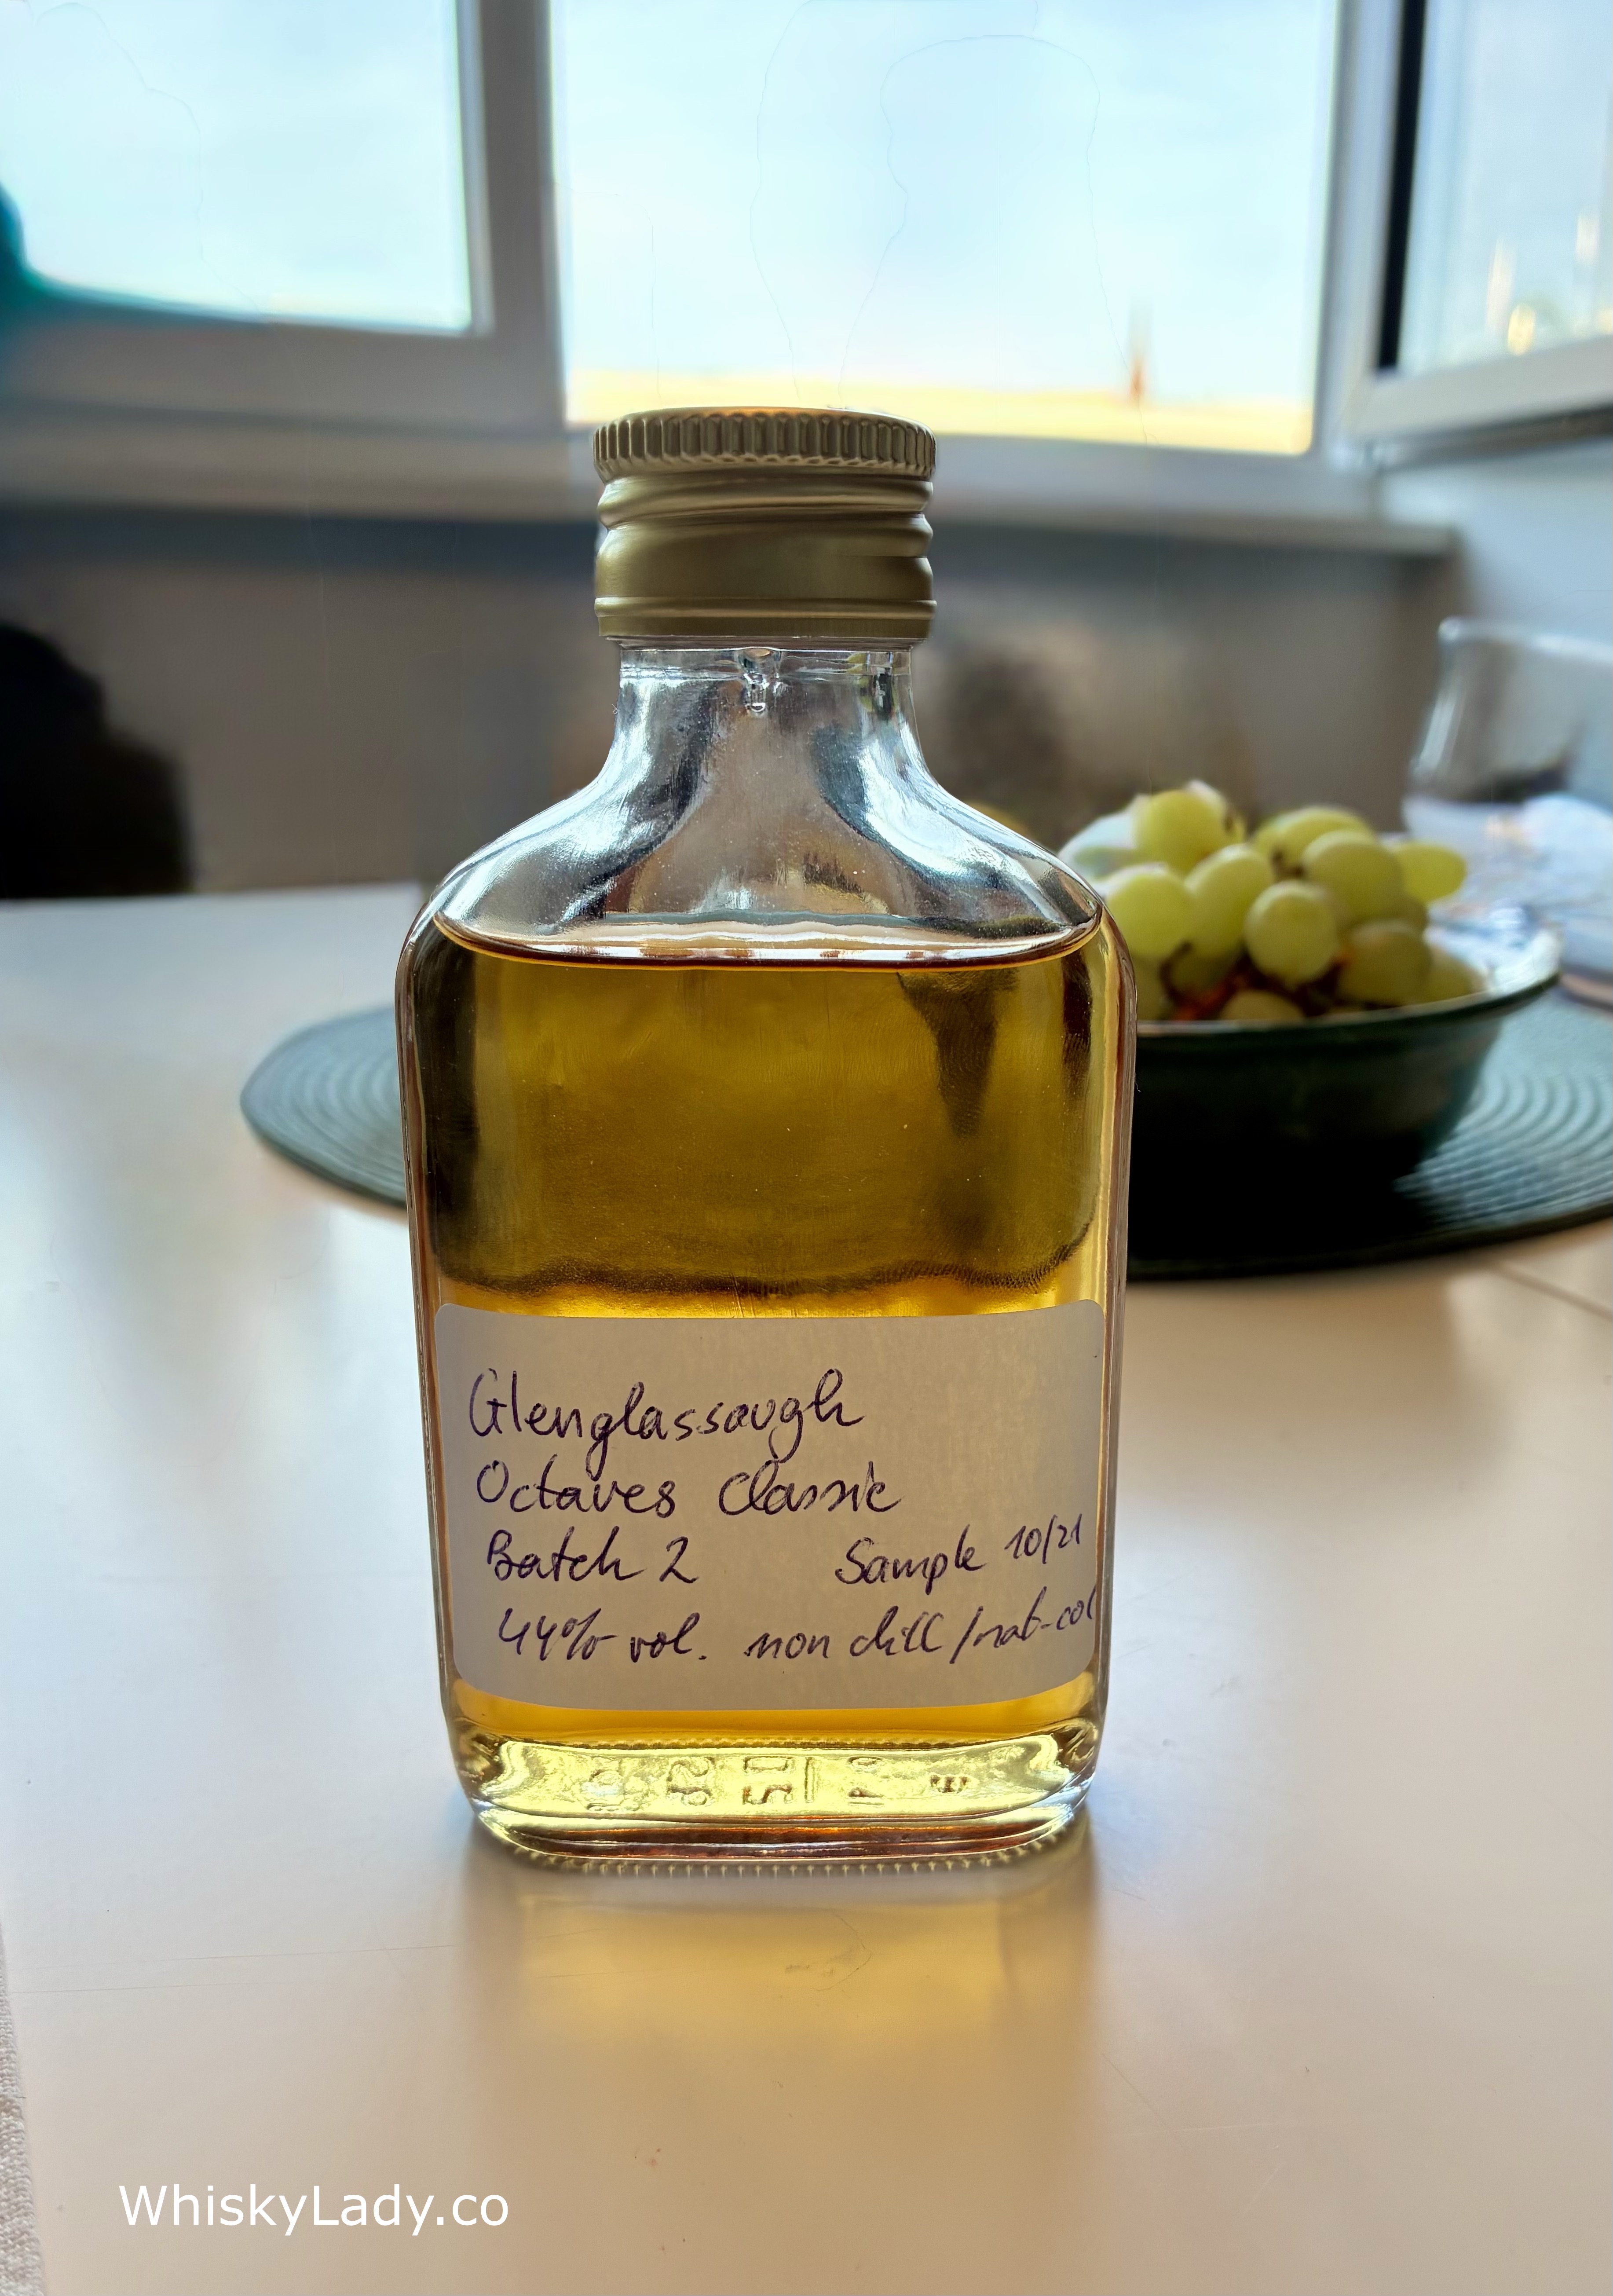 Glenglassaugh
Octaves Classic
Batch 2 Sample 10/21
44% vol. non chill /nat-col
WhiskyLady.co